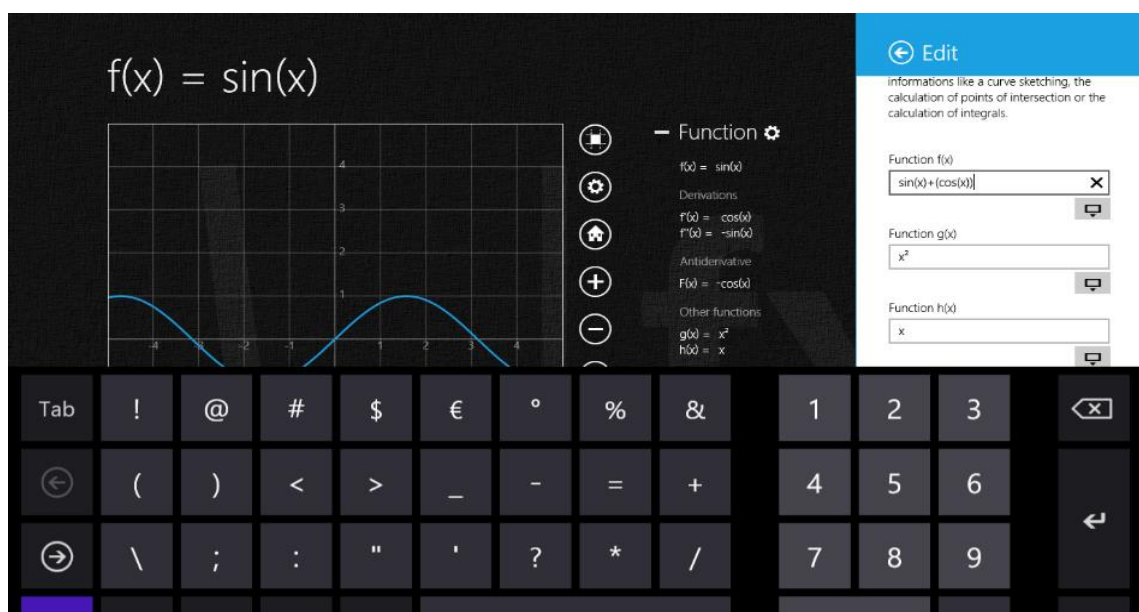 f(x) = sin(x)
4
3
2
1
-4 -3 -2 -1 1 2 3 4
Function
f(x) = sin(x)
Derivations
f'(x) = cos(x)
f''(x) = -sin(x)
Antiderivative
F(x) = -cos(x)
Other functions
g(x) = x²
h(x) = x
Edit
informations like a curve sketching, the
calculation of points of intersection or the
calculation of integrals.
Function f(x)
sin(x)+(cos(x))
Function g(x)
x²
Function h(x)
x
Tab ! @ # $ € ° % & 1 2 3
( ) < > _ - = + 4 5 6
\ ; : " ' ? * / 7 8 9